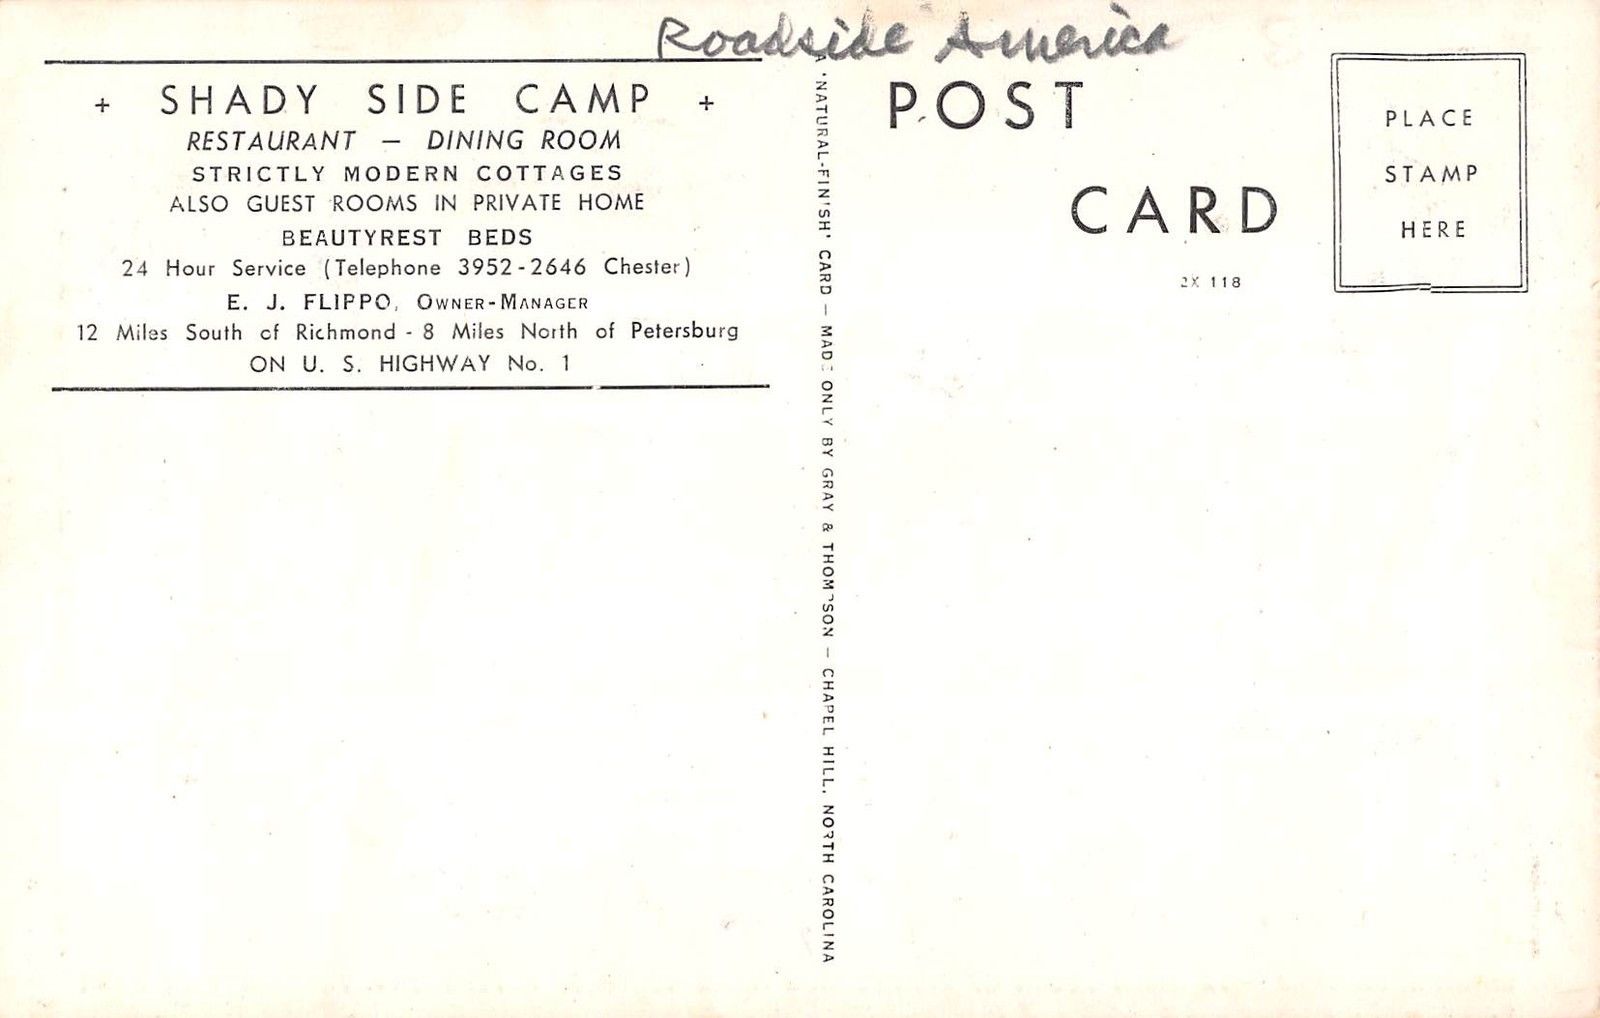 Roadside America
+ SHADY SIDE CAMP +
RESTAURANT — DINING ROOM
STRICTLY MODERN COTTAGES
ALSO GUEST ROOMS IN PRIVATE HOME
BEAUTYREST BEDS
24 Hour Service (Telephone 3952-2646 Chester)
E. J. FLIPPO, OWNER-MANAGER
12 Miles South of Richmond - 8 Miles North of Petersburg
ON U. S. HIGHWAY No. 1
A 'NATURAL-FINISH' CARD — MADE ONLY BY GRAY & THOMPSON — CHAPEL HILL, NORTH CAROLINA
POST
CARD
2X 118
PLACE
STAMP
HERE